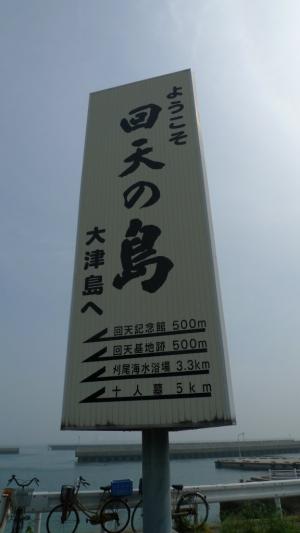 ようこそ
回天の島
大津島へ
回天記念館 500m
回天基地跡 500m
刈尾海水浴場 3.3km
十人墓 5km